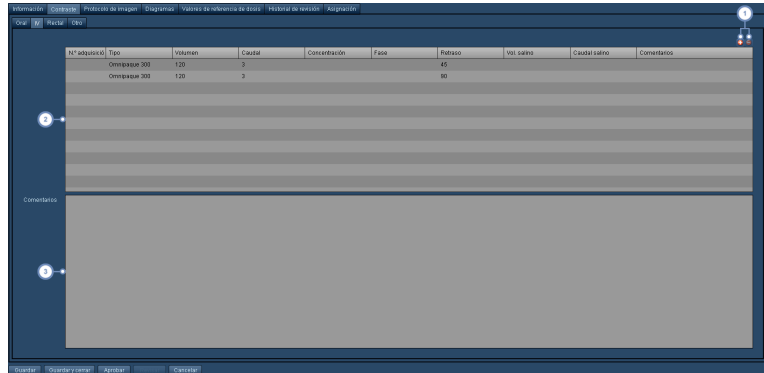 Información Contraste Protocolo de imagen Diagramas Valores de referencia de dosis Historial de revisión Asignación
1
Oral IV Rectal Otro
N.º adquisició Tipo Volumen Caudal Concentración Fase Retraso Vol. salino Caudal salino Comentarios
Omnipaque 300 120 3 45
Omnipaque 300 120 3 90
2
Comentarios
3
Guardar Guardar y cerrar Aprobar Cancelar